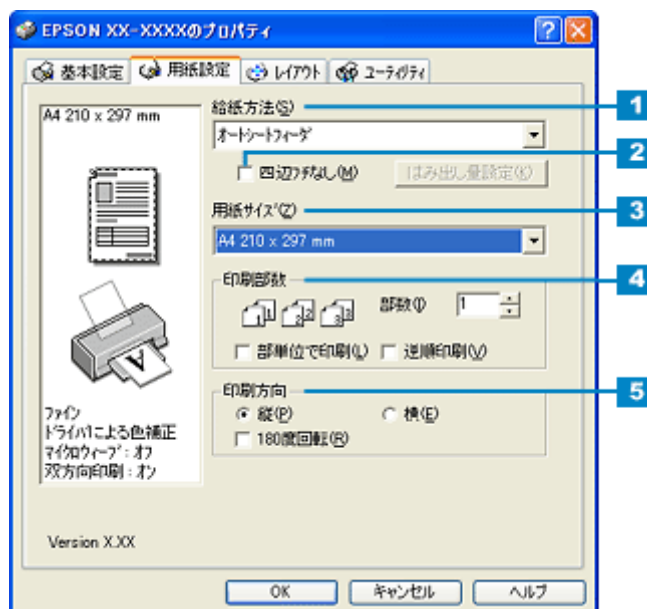 EPSON XX-XXXXのプロパティ
基本設定 用紙設定 レイアウト ユーティリティ
A4 210 x 297 mm
給紙方法(S)
1
オートシートフィーダ
2
四辺フチなし(M) はみ出し量設定(K)
用紙サイズ(Z)
3
A4 210 x 297 mm
印刷部数
4
部数(I) 1
部単位で印刷(L) 逆順印刷(V)
印刷方向
5
縦(P) 横(E)
180度回転(R)
ファイン
ドライバによる色補正
マイクロウィーブ : オフ
双方向印刷 : オン
Version X.XX
OK キャンセル ヘルプ